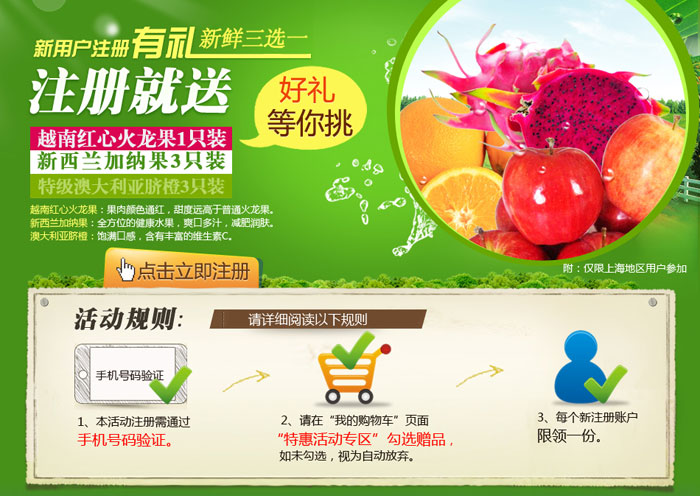 新用户注册有礼新鲜三选一
注册就送
好礼
等你挑
越南红心火龙果1只装
新西兰加纳果3只装
特级澳大利亚脐橙3只装
越南红心火龙果：果肉颜色通红，甜度远高于普通火龙果。
新西兰加纳果：全方位的健康水果，爽口多汁，减肥润肤。
澳大利亚脐橙：饱满口感，含有丰富的维生素C。
点击立即注册
附：仅限上海地区用户参加
活动规则:
请详细阅读以下规则
手机号码验证
1、本活动注册需通过
手机号码验证。
2、请在“我的购物车”页面
“特惠活动专区”勾选赠品，
如未勾选，视为自动放弃。
3、每个新注册账户
限领一份。